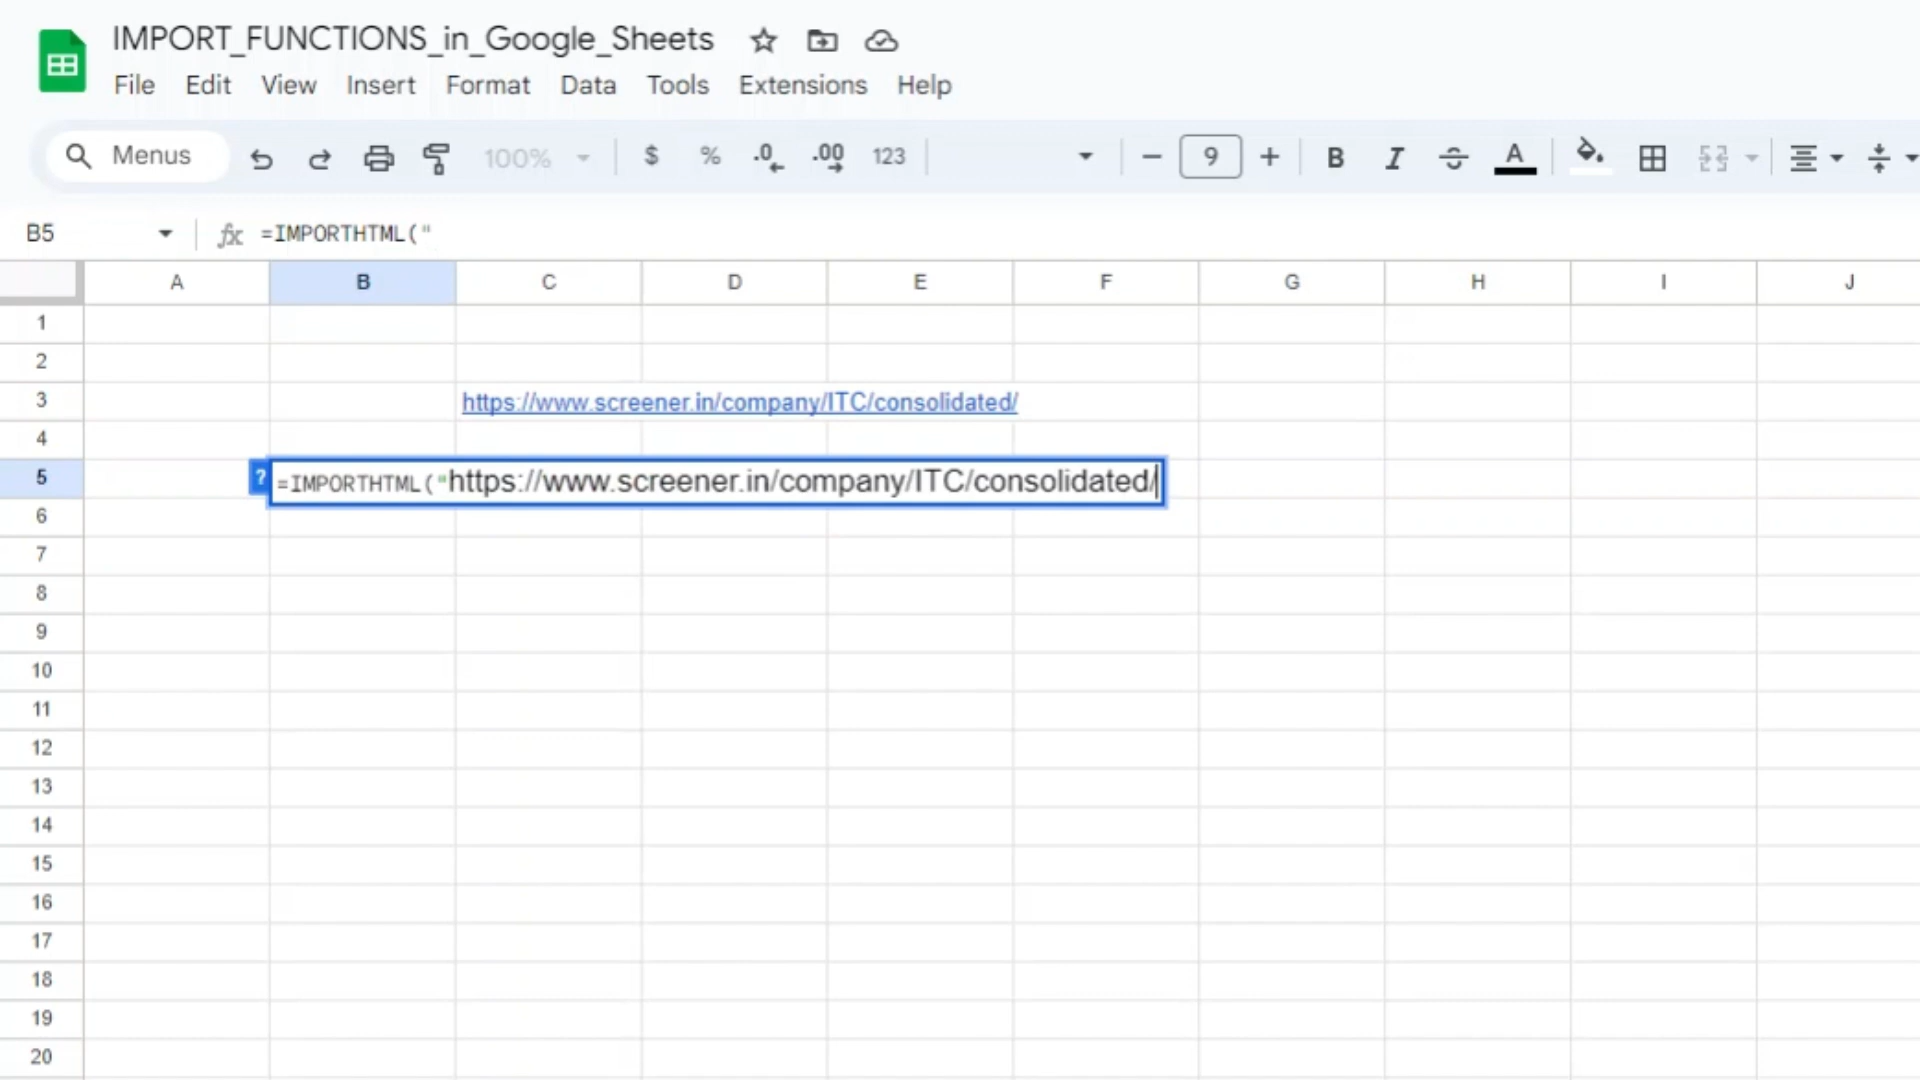 IMPORT_FUNCTIONS_in_Google_Sheets
File Edit View Insert Format Data Tools Extensions Help
Menus 100% $ % .0 .00 123 9 B I S A
B5 fx =IMPORTHTML("
A B C D E F G H I J
1
2
3 https://www.screener.in/company/ITC/consolidated/
4
5 ? =IMPORTHTML("https://www.screener.in/company/ITC/consolidated/
6
7
8
9
10
11
12
13
14
15
16
17
18
19
20